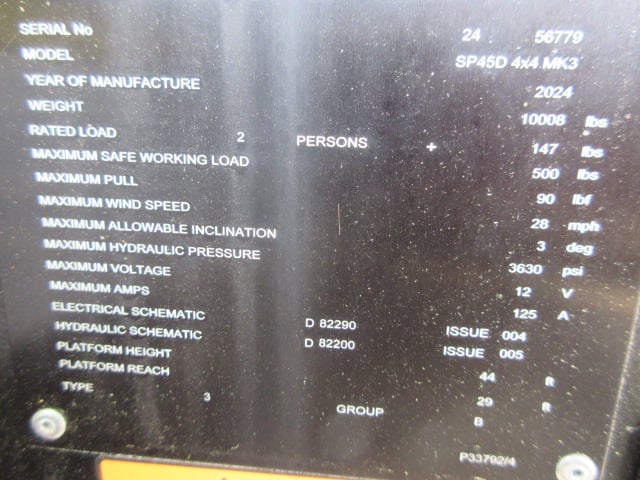 SERIAL No 24 56779
MODEL SP45D 4x4 MK3
YEAR OF MANUFACTURE 2024
WEIGHT 10008 lbs
RATED LOAD 2 PERSONS + 147 lbs
MAXIMUM SAFE WORKING LOAD 500 lbs
MAXIMUM PULL 90 lbf
MAXIMUM WIND SPEED 28 mph
MAXIMUM ALLOWABLE INCLINATION 3 deg
MAXIMUM HYDRAULIC PRESSURE 3630 psi
MAXIMUM VOLTAGE 12 V
MAXIMUM AMPS 125 A
ELECTRICAL SCHEMATIC D 82290 ISSUE 004
HYDRAULIC SCHEMATIC D 82200 ISSUE 005
PLATFORM HEIGHT 44 ft
PLATFORM REACH 29 ft
TYPE 3 GROUP B
P33792/4